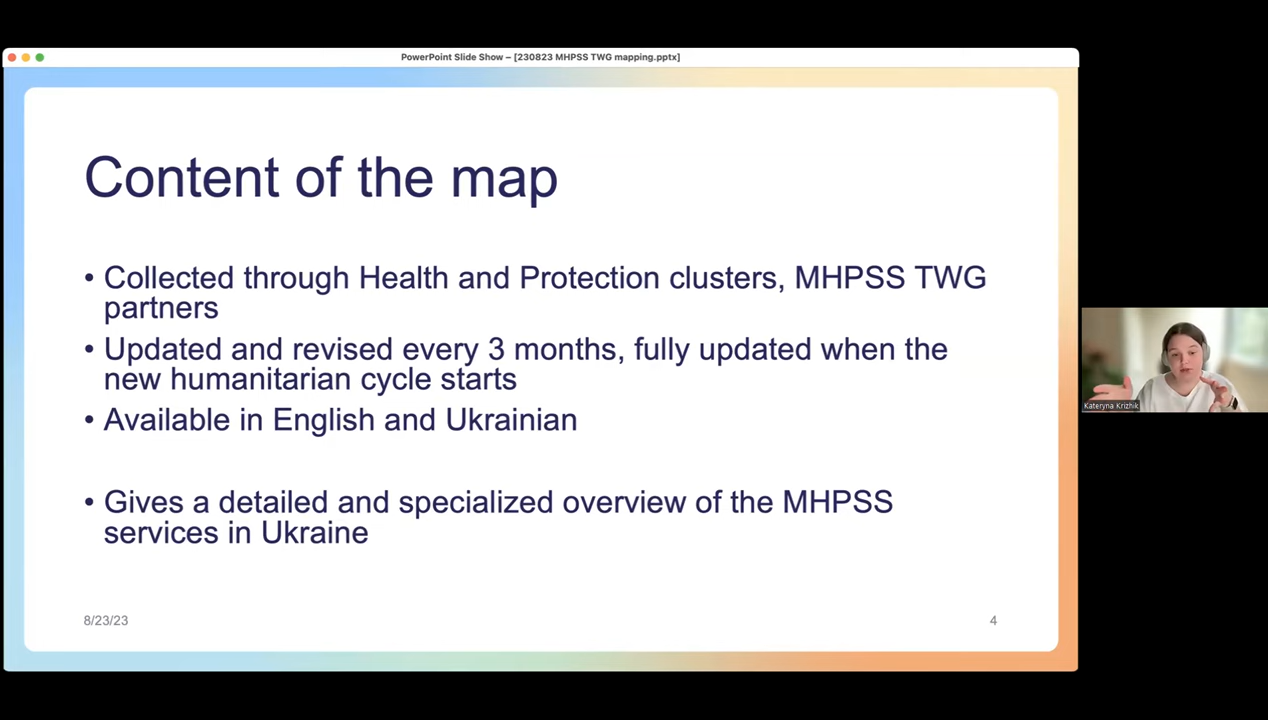 PowerPoint Slide Show – [230823 MHPSS TWG mapping.pptx]
Content of the map
• Collected through Health and Protection clusters, MHPSS TWG
partners
• Updated and revised every 3 months, fully updated when the
new humanitarian cycle starts
• Available in English and Ukrainian
• Gives a detailed and specialized overview of the MHPSS
services in Ukraine
8/23/23
4
Kateryna Krizhik